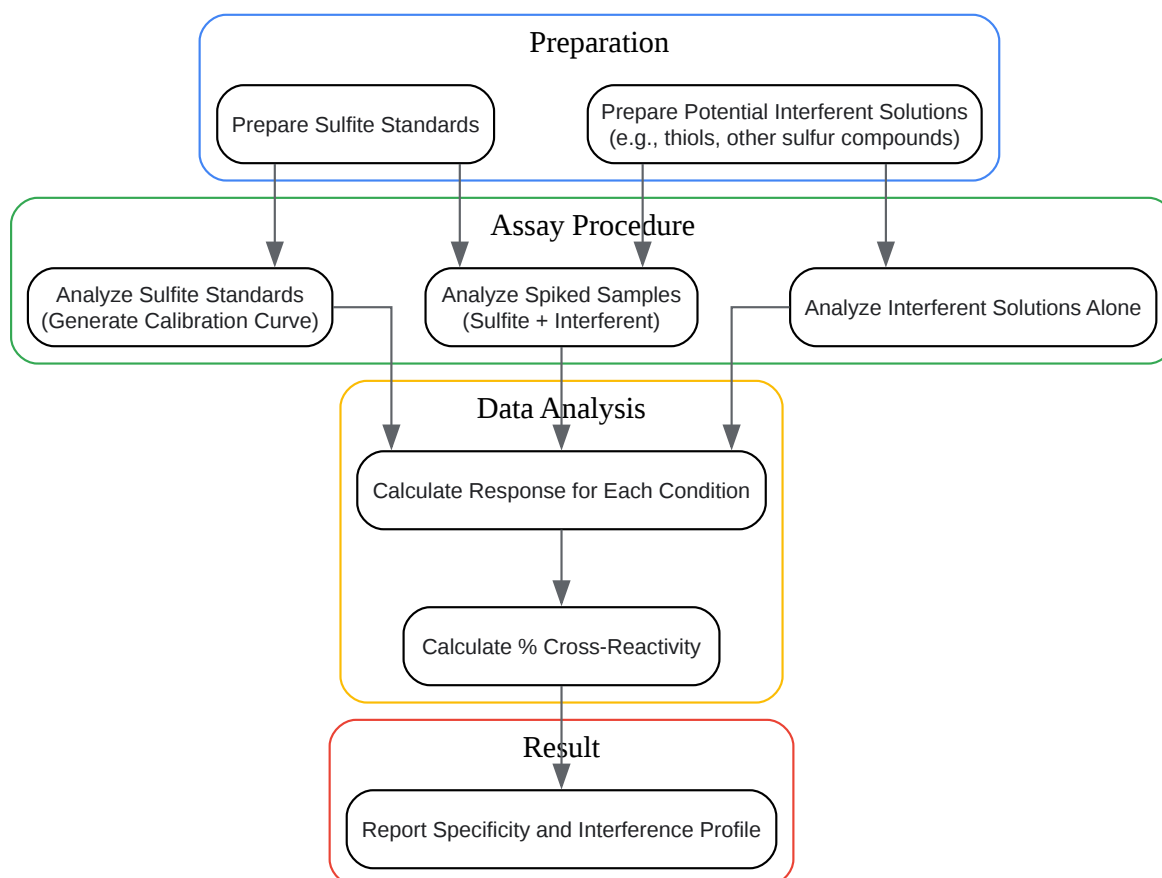 Preparation
Prepare Sulfite Standards
Prepare Potential Interferent Solutions
(e.g., thiols, other sulfur compounds)
Assay Procedure
Analyze Sulfite Standards
(Generate Calibration Curve)
Analyze Spiked Samples
(Sulfite + Interferent)
Analyze Interferent Solutions Alone
Data Analysis
Calculate Response for Each Condition
Calculate % Cross-Reactivity
Result
Report Specificity and Interference Profile